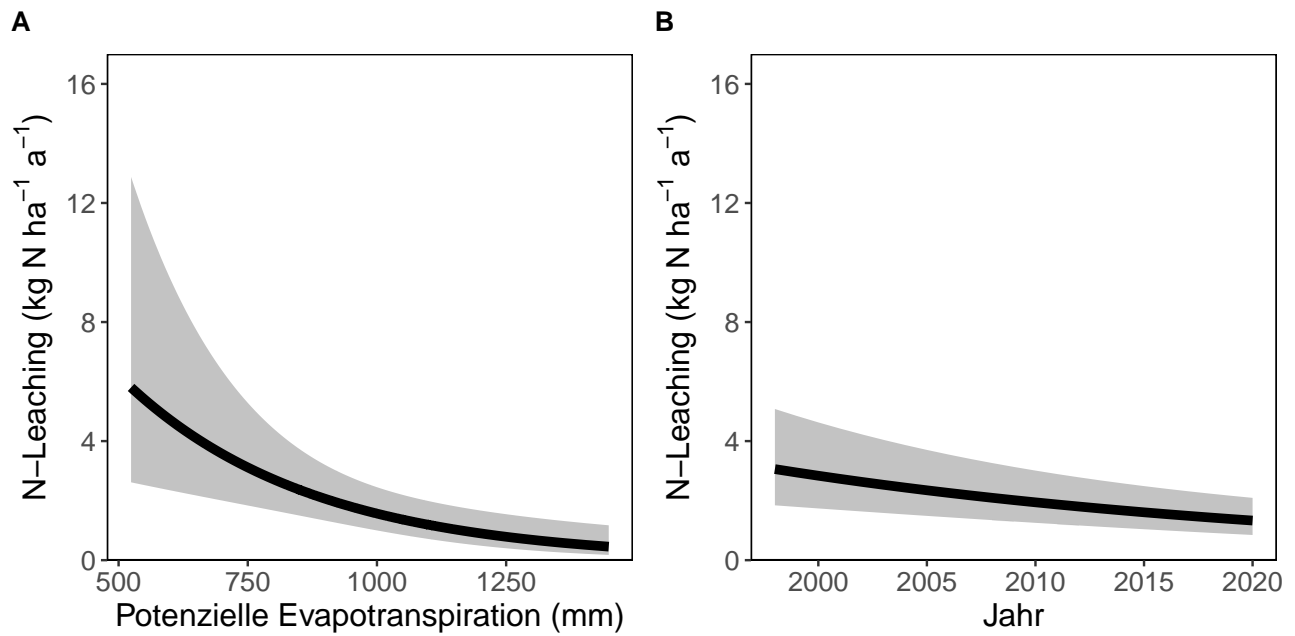 A
N−Leaching (kg N ha⁻¹ a⁻¹)
16
12
8
4
0
500 750 1000 1250
Potenzielle Evapotranspiration (mm)
B
N−Leaching (kg N ha⁻¹ a⁻¹)
16
12
8
4
0
2000 2005 2010 2015 2020
Jahr